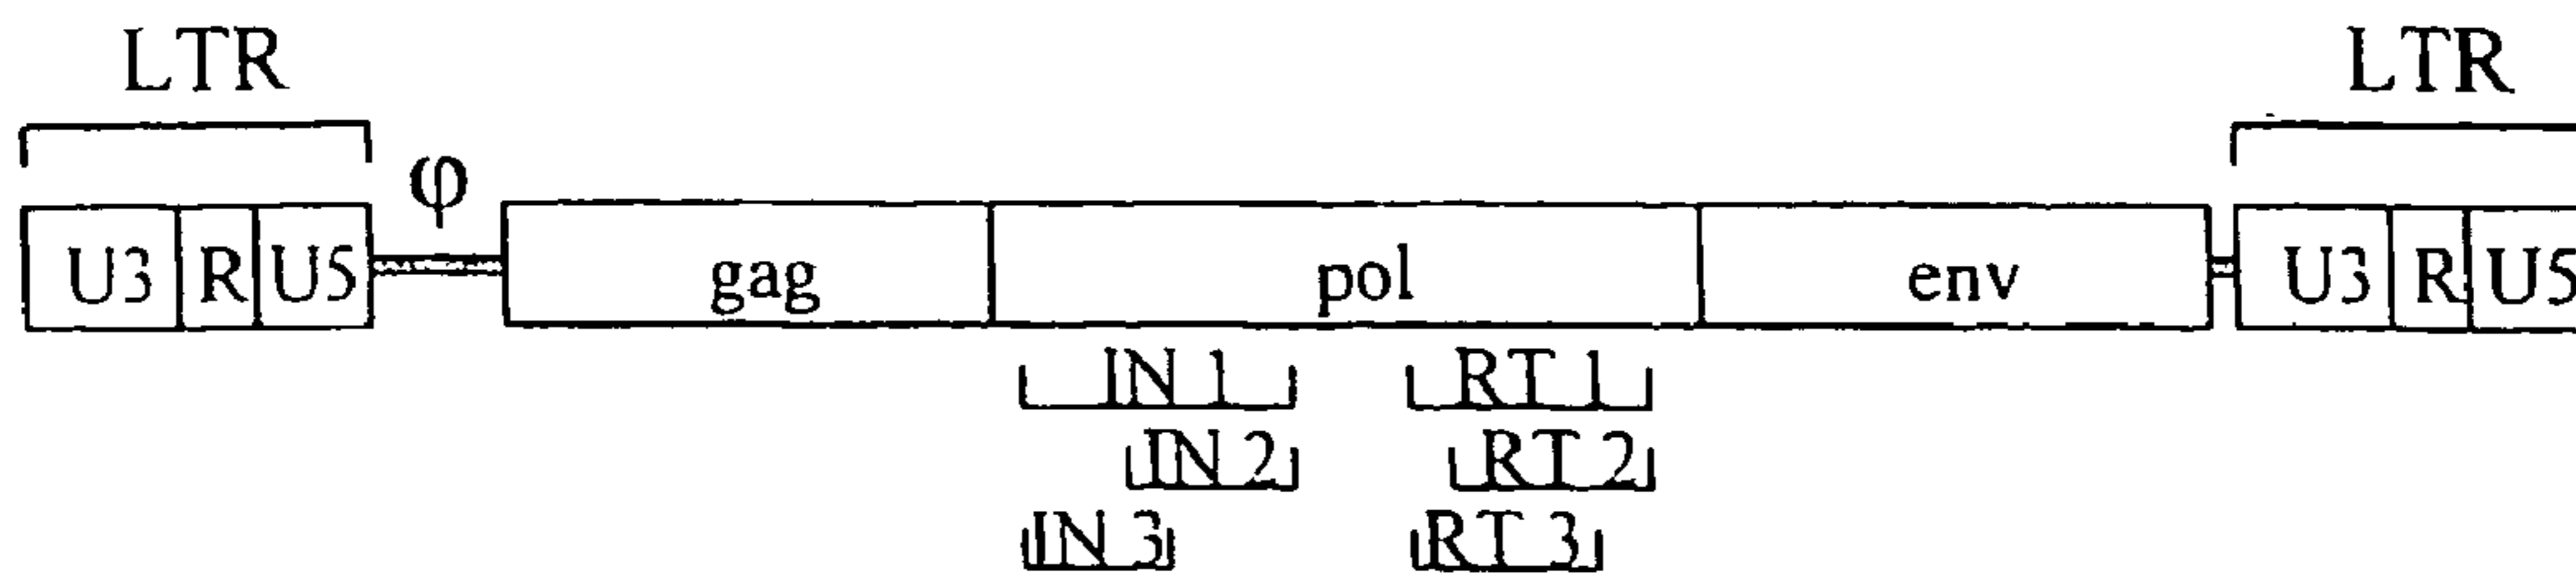 LTR LTR
φ
U3 R U5 gag pol env U3 R U5
IN 1 RT 1
IN 2 RT 2
IN 3 RT 3